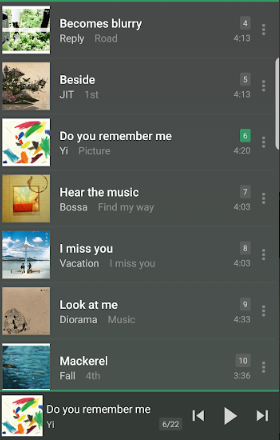 Becomes blurry 4
Reply Road 4:13
Beside 5
JIT 1st 4:13
Do you remember me 6
Yi Picture 4:20
Hear the music 7
Bossa Find my way 4:03
I miss you 8
Vacation I miss you 4:03
Look at me 9
Diorama Music 4:33
Mackerel 10
Fall 4th 3:36
Do you remember me
Yi 6/22